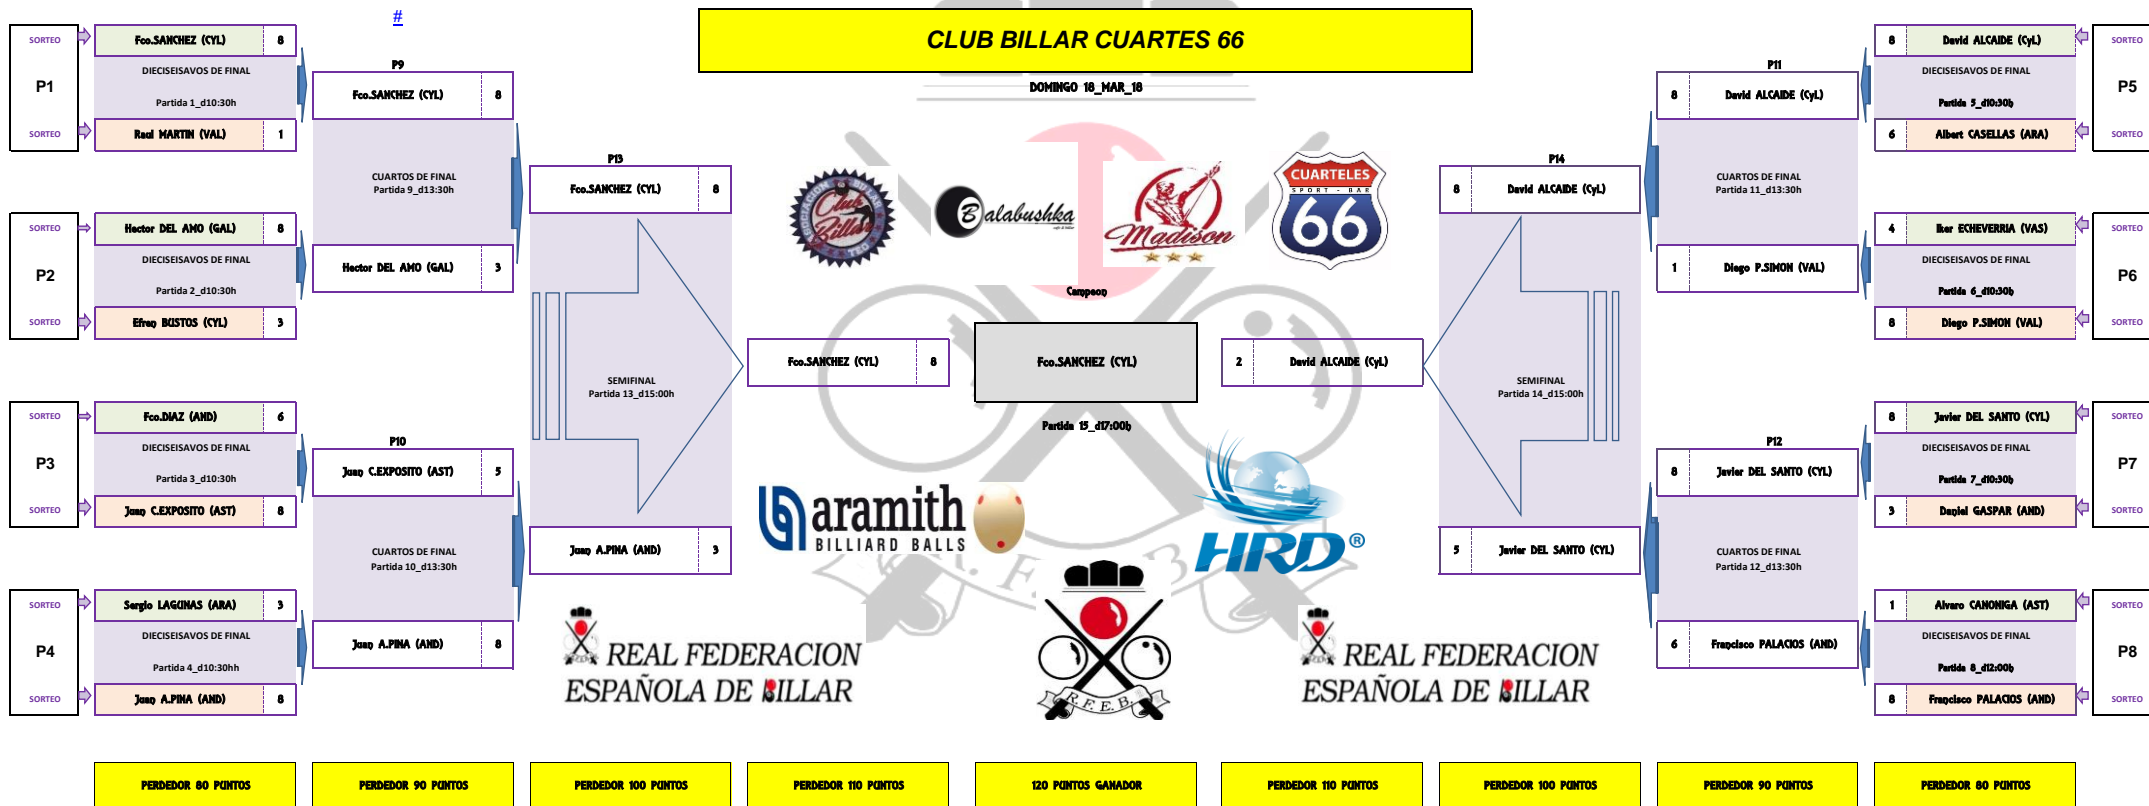 #
CLUB BILLAR CUARTES 66
DOMINGO 18_MAR_18
SORTEO
P1
SORTEO
Fco.SANCHEZ (CYL) 8
DIECISEISAVOS DE FINAL
Partida 1_d10:30h
Raul MARTIN (VAL) 1
SORTEO
P2
SORTEO
Hector DEL AMO (GAL) 8
DIECISEISAVOS DE FINAL
Partida 2_d10:30h
Efren BUSTOS (CYL) 3
SORTEO
P3
SORTEO
Fco.DIAZ (AND) 6
DIECISEISAVOS DE FINAL
Partida 3_d10:30h
Juan C.EXPOSITO (AST) 8
SORTEO
P4
SORTEO
Sergio LAGUNAS (ARA) 3
DIECISEISAVOS DE FINAL
Partida 4_d10:30hh
Juan A.PINA (AND) 8
P9
Fco.SANCHEZ (CYL) 8
CUARTOS DE FINAL
Partida 9_d13:30h
Hector DEL AMO (GAL) 3
P10
Juan C.EXPOSITO (AST) 5
CUARTOS DE FINAL
Partida 10_d13:30h
Juan A.PINA (AND) 8
P13
Fco.SANCHEZ (CYL) 8
SEMIFINAL
Partida 13_d15:00h
Juan A.PINA (AND) 3
Fco.SANCHEZ (CYL) 8
Club
Billar
Balabushka
Madison
CUARTELES
SPORT - BAR
66
Campeon
Fco.SANCHEZ (CYL)
Partida 15_d17:00h
2 David ALCAIDE (CyL)
aramith
BILLIARD BALLS
HRD®
REAL FEDERACION
ESPAÑOLA DE BILLAR
R.F.E.B.
REAL FEDERACION
ESPAÑOLA DE BILLAR
P14
8 David ALCAIDE (CyL)
SEMIFINAL
Partida 14_d15:00h
5 Javier DEL SANTO (CYL)
P11
8 David ALCAIDE (CyL)
CUARTOS DE FINAL
Partida 11_d13:30h
1 Diego P.SIMON (VAL)
P12
8 Javier DEL SANTO (CYL)
CUARTOS DE FINAL
Partida 12_d13:30h
6 Francisco PALACIOS (AND)
8 David ALCAIDE (CyL)
DIECISEISAVOS DE FINAL
Partida 5_d10:30h
6 Albert CASELLAS (ARA)
SORTEO
P5
SORTEO
4 Iker ECHEVERRIA (VAS)
DIECISEISAVOS DE FINAL
Partida 6_d10:30h
8 Diego P.SIMON (VAL)
SORTEO
P6
SORTEO
8 Javier DEL SANTO (CYL)
DIECISEISAVOS DE FINAL
Partida 7_d10:30h
3 Daniel GASPAR (AND)
SORTEO
P7
SORTEO
1 Alvaro CANONIGA (AST)
DIECISEISAVOS DE FINAL
Partida 8_d12:00h
8 Francisco PALACIOS (AND)
SORTEO
P8
SORTEO
PERDEDOR 80 PUNTOS
PERDEDOR 90 PUNTOS
PERDEDOR 100 PUNTOS
PERDEDOR 110 PUNTOS
120 PUNTOS GANADOR
PERDEDOR 110 PUNTOS
PERDEDOR 100 PUNTOS
PERDEDOR 90 PUNTOS
PERDEDOR 80 PUNTOS